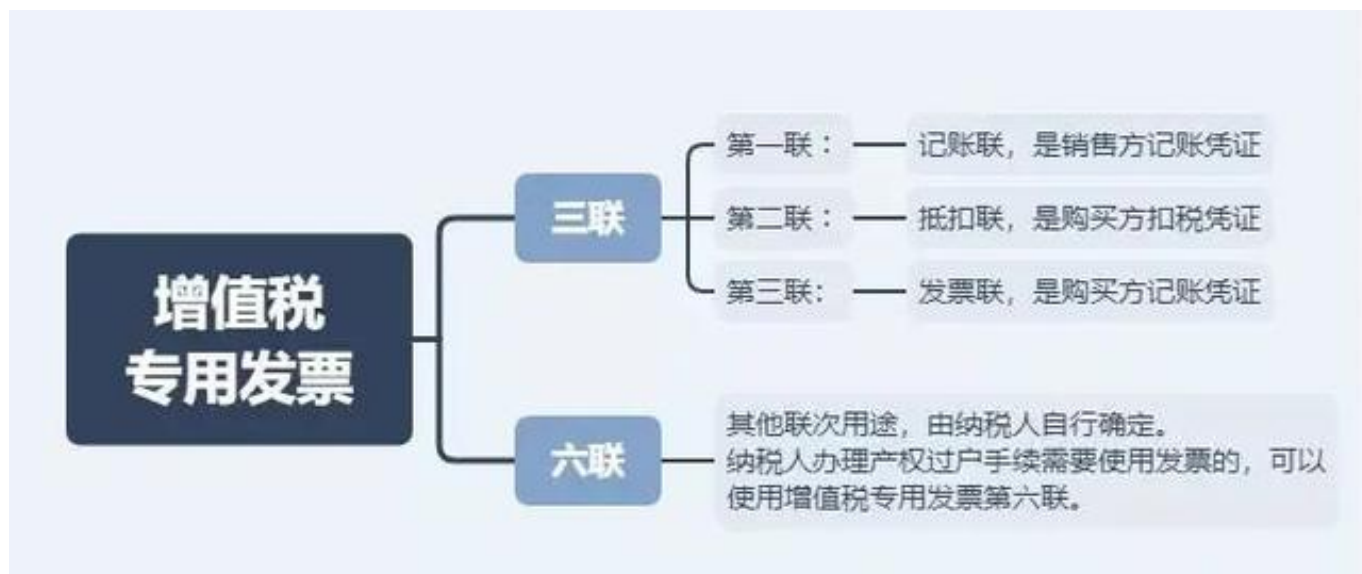 增值税
专用发票
三联
第一联：
记账联，是销售方记账凭证
第二联：
抵扣联，是购买方扣税凭证
第三联：
发票联，是购买方记账凭证
六联
其他联次用途，由纳税人自行确定。
纳税人办理产权过户手续需要使用发票的，可以
使用增值税专用发票第六联。